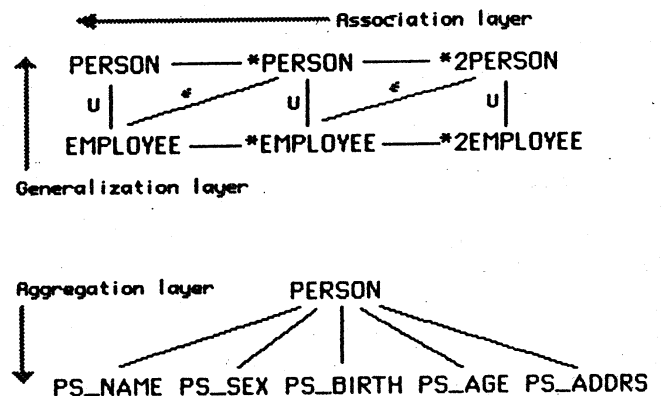 Association layer
PERSON *PERSON *2PERSON
U ∈ U ∈ U
EMPLOYEE *EMPLOYEE *2EMPLOYEE
Generalization layer
Aggregation layer PERSON
PS_NAME PS_SEX PS_BIRTH PS_AGE PS_ADDRS